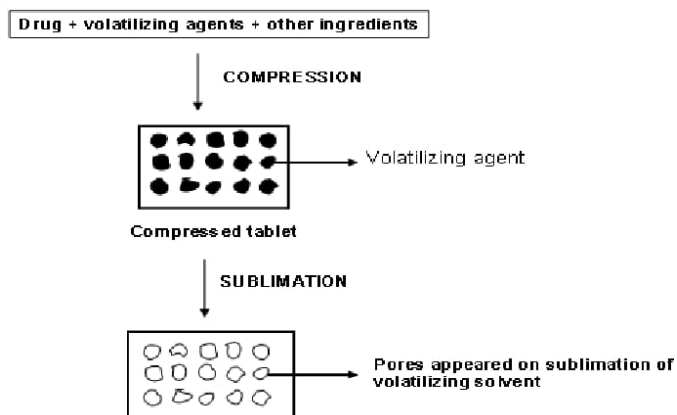 Drug + volatilizing agents + other ingredients
COMPRESSION
Volatilizing agent
Compressed tablet
SUBLIMATION
Pores appeared on sublimation of
volatilizing solvent